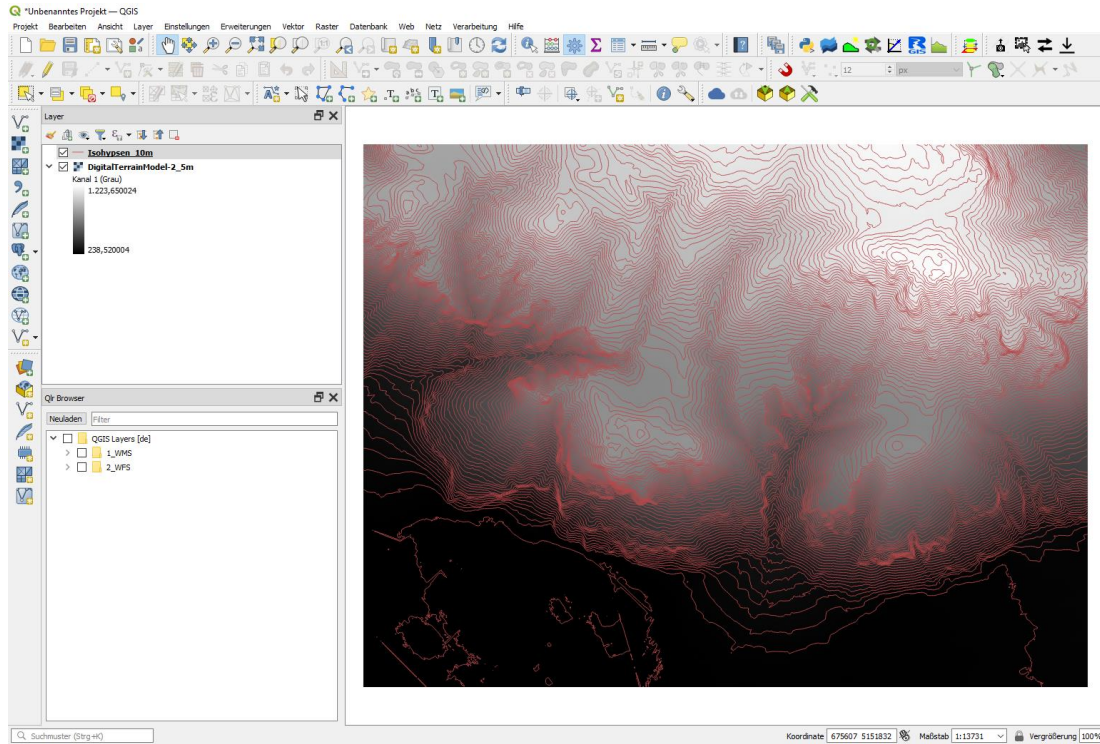 *Unbenanntes Projekt — QGIS
Projekt Bearbeiten Ansicht Layer Einstellungen Erweiterungen Vektor Raster Datenbank Web Netz Verarbeitung Hilfe
12 px
Layer
Isohypsen_10m
DigitalTerrainModel-2_5m
Kanal 1 (Grau)
1.223,650024
238,520004
Qlr Browser
Neuladen Filter
QGIS Layers [de]
1_WMS
2_WFS
Suchmuster (Strg+K) Koordinate 675607 5151832 Maßstab 1:13731 Vergrößerung 100%